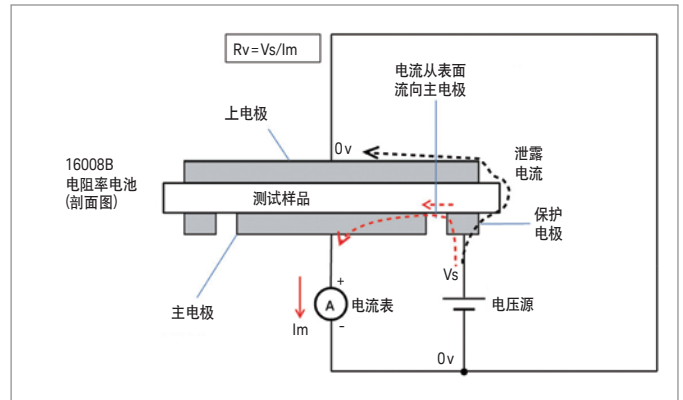 Rv=Vs/Im
电流从表面
流向主电极
上电极
0v
泄露
电流
16008B
电阻率电池
(剖面图)
测试样品
保护
电极
Vs
+
A
电流表
-
Im
电压源
主电极
0v